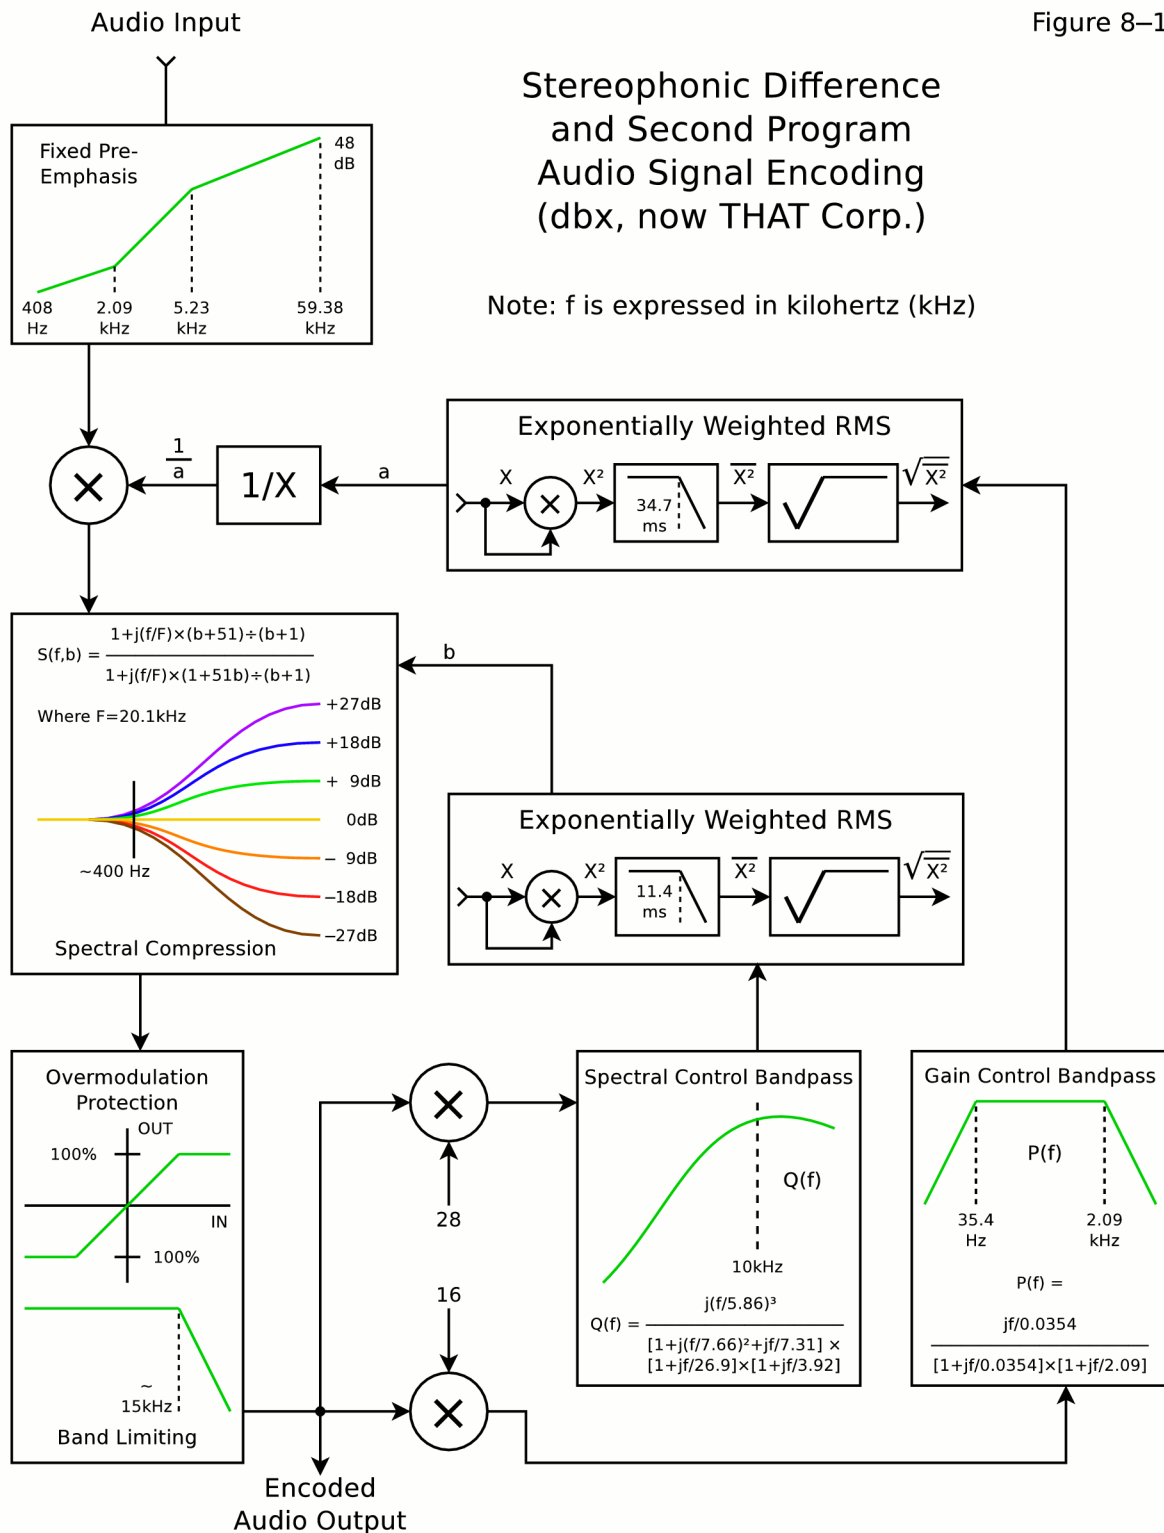 Audio Input
Figure 8–1
Stereophonic Difference
and Second Program
Audio Signal Encoding
(dbx, now THAT Corp.)
Note: f is expressed in kilohertz (kHz)
Fixed Pre-
Emphasis
48
dB
408
Hz
2.09
kHz
5.23
kHz
59.38
kHz
Exponentially Weighted RMS
X
X²
34.7
ms
X̅²̅
√X̅²̅
a
1/X
1
a
×
×
S(f,b) =
1+j(f/F)×(b+51)÷(b+1)
1+j(f/F)×(1+51b)÷(b+1)
Where F=20.1kHz
+27dB
+18dB
+ 9dB
0dB
− 9dB
−18dB
−27dB
~400 Hz
Spectral Compression
b
Exponentially Weighted RMS
X
X²
×
11.4
ms
X̅²̅
√X̅²̅
Overmodulation
Protection
OUT
100%
IN
100%
~
15kHz
Band Limiting
×
28
16
×
Encoded
Audio Output
Spectral Control Bandpass
Q(f)
10kHz
Q(f) =
j(f/5.86)³
[1+j(f/7.66)²+jf/7.31] ×
[1+jf/26.9]×[1+jf/3.92]
Gain Control Bandpass
P(f)
35.4
Hz
2.09
kHz
P(f) =
jf/0.0354
[1+jf/0.0354]×[1+jf/2.09]